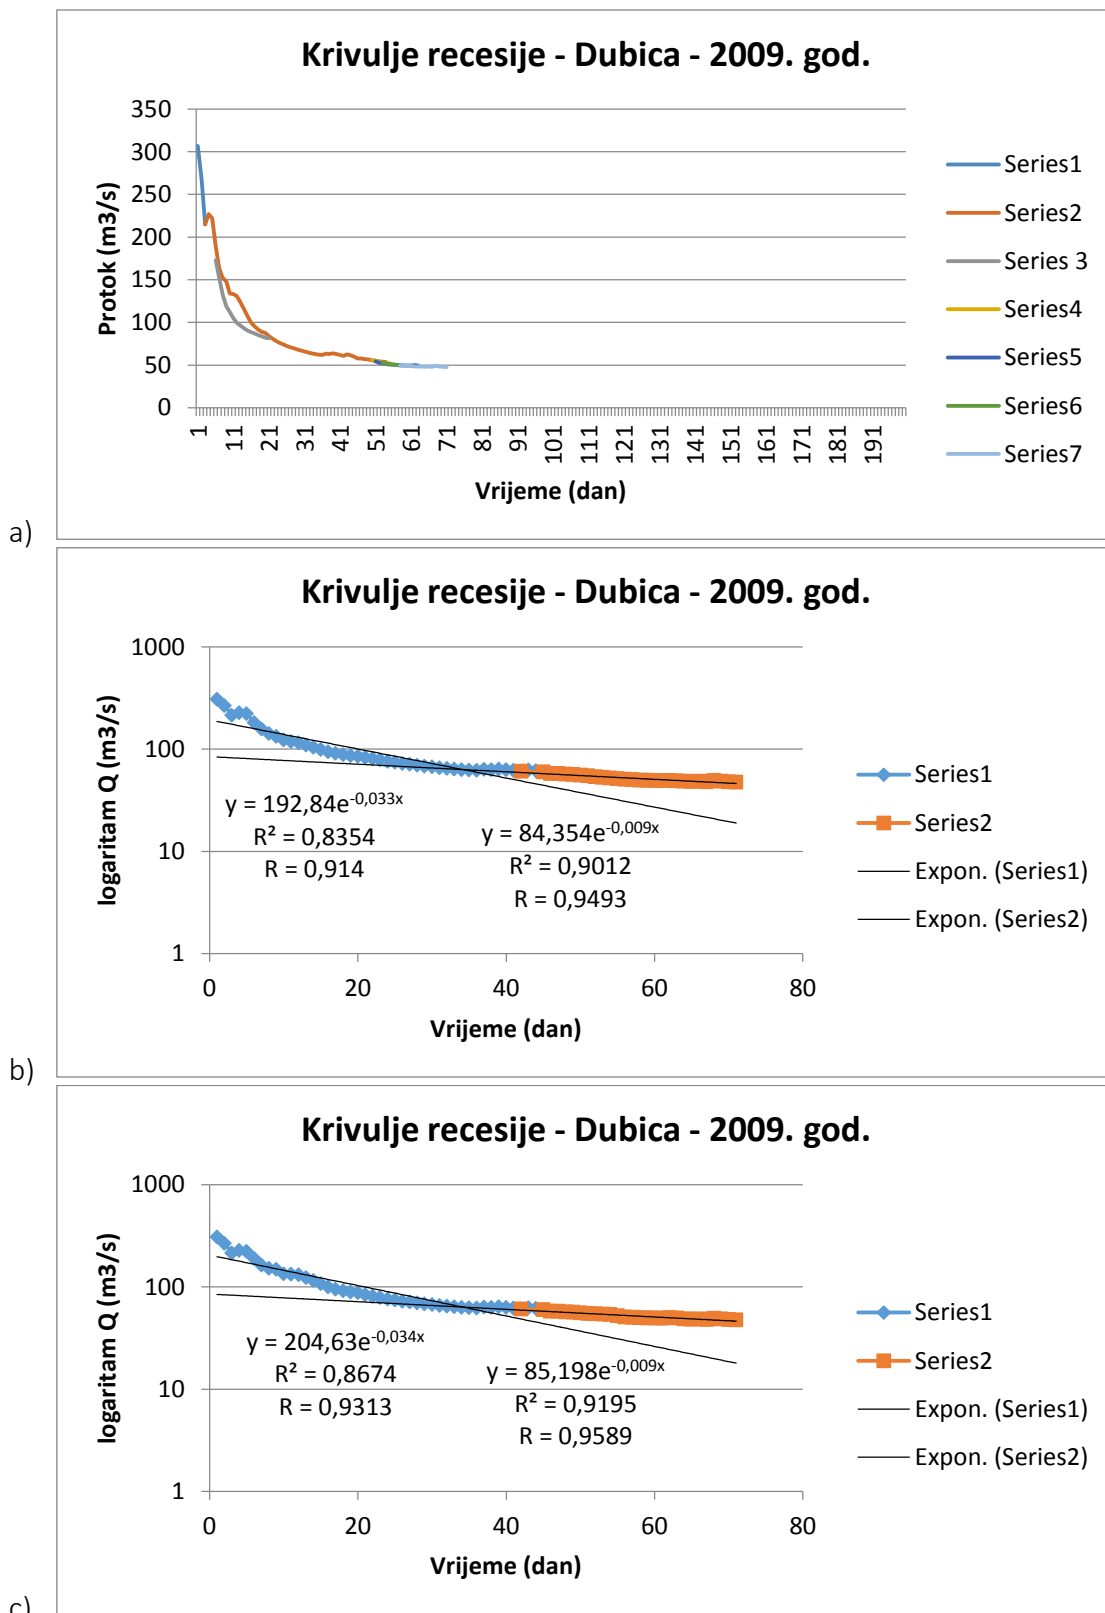 Krivulje recesije - Dubica - 2009. god.
Protok (m3/s)
350
300
250
200
150
100
50
0
1
11
21
31
41
51
61
71
81
91
101
111
121
131
141
151
161
171
181
191
Vrijeme (dan)
Series1
Series2
Series 3
Series4
Series5
Series6
Series7
a)
Krivulje recesije - Dubica - 2009. god.
logaritam Q (m3/s)
1000
100
10
1
y = 192,84e^-0,033x
R² = 0,8354
R = 0,914
y = 84,354e^-0,009x
R² = 0,9012
R = 0,9493
0
20
40
60
80
Vrijeme (dan)
Series1
Series2
Expon. (Series1)
Expon. (Series2)
b)
Krivulje recesije - Dubica - 2009. god.
logaritam Q (m3/s)
1000
100
10
1
y = 204,63e^-0,034x
R² = 0,8674
R = 0,9313
y = 85,198e^-0,009x
R² = 0,9195
R = 0,9589
0
20
40
60
80
Vrijeme (dan)
Series1
Series2
Expon. (Series1)
Expon. (Series2)
c)